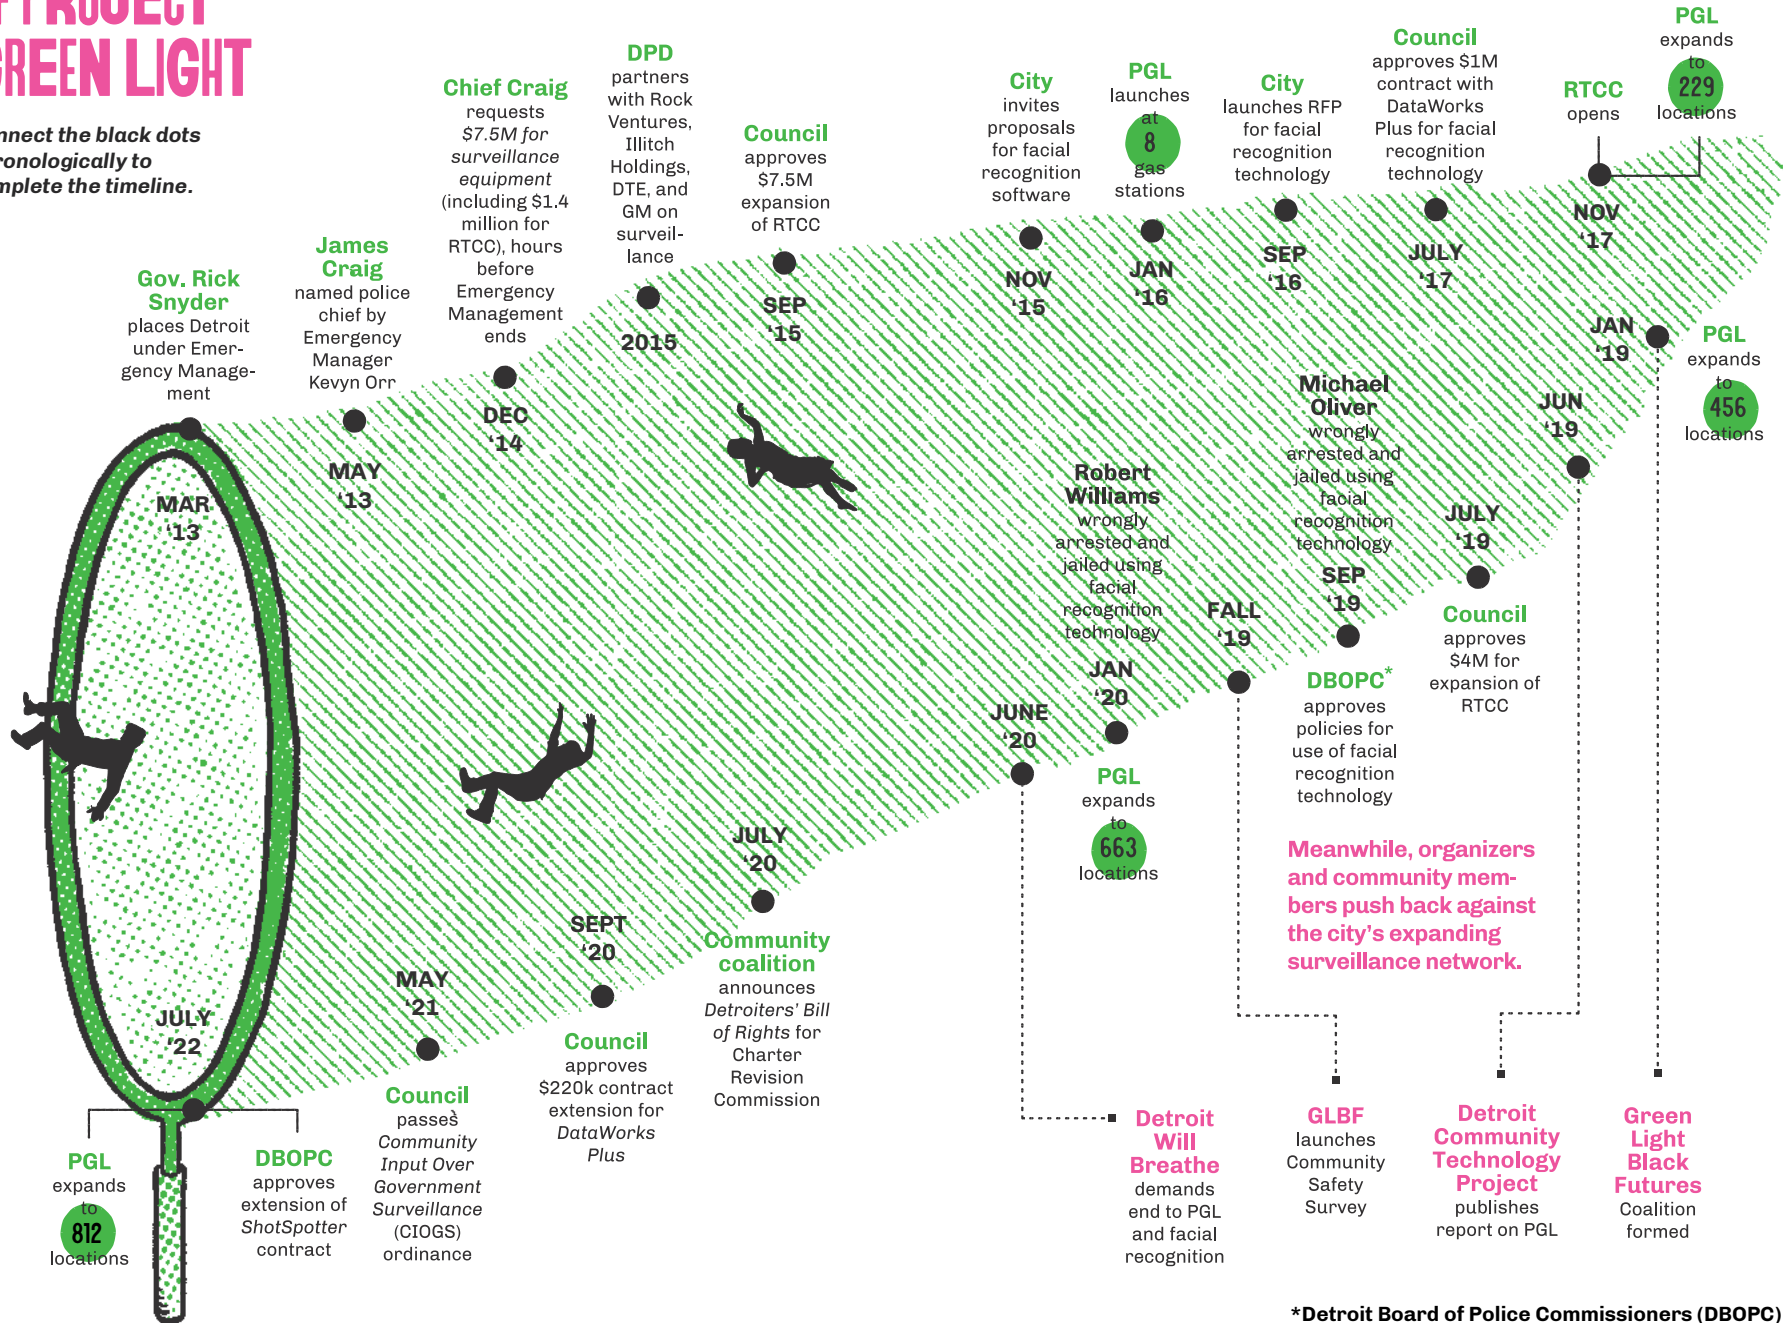 GREEN LIGHT
connect the black dots
chronologically to
complete the timeline.
Gov. Rick
Snyder
places Detroit
under Emer-
gency Manage-
ment
MAR
‘13
James
Craig
named police
chief by
Emergency
Manager
Kevyn Orr
MAY
‘13
Chief Craig
requests
$7.5M for
surveillance
equipment
(including $1.4
million for
RTCC), hours
before
Emergency
Management
ends
DEC
‘14
DPD
partners
with Rock
Ventures,
Illitch
Holdings,
DTE, and
GM on
surveil-
lance
2015
Council
approves
$7.5M
expansion
of RTCC
SEP
‘15
City
invites
proposals
for facial
recognition
software
NOV
‘15
PGL
launches
at
8
gas
stations
JAN
‘16
City
launches RFP
for facial
recognition
technology
SEP
‘16
Council
approves $1M
contract with
DataWorks
Plus for facial
recognition
technology
JULY
‘17
RTCC
opens
PGL
expands
to
229
locations
NOV
‘17
JAN
‘19
PGL
expands
to
456
locations
JUN
‘19
JULY
‘19
Council
approves
$4M for
expansion of
RTCC
Michael
Oliver
wrongly
arrested and
jailed using
facial
recognition
technology
SEP
‘19
DBOPC*
approves
policies for
use of facial
recognition
technology
FALL
‘19
Robert
Williams
wrongly
arrested and
jailed using
facial
recognition
technology
JAN
‘20
PGL
expands
to
663
locations
JUNE
‘20
JULY
‘20
Community
coalition
announces
Detroiters’ Bill
of Rights for
Charter
Revision
Commission
SEPT
‘20
Council
approves
$220k contract
extension for
DataWorks
Plus
MAY
‘21
Council
passes
Community
Input Over
Government
Surveillance
(CIOGS)
ordinance
JULY
‘22
PGL
expands
to
812
locations
DBOPC
approves
extension of
ShotSpotter
contract
Meanwhile, organizers
and community mem-
bers push back against
the city’s expanding
surveillance network.
Detroit
Will
Breathe
demands
end to PGL
and facial
recognition
GLBF
launches
Community
Safety
Survey
Detroit
Community
Technology
Project
publishes
report on PGL
Green
Light
Black
Futures
Coalition
formed
*Detroit Board of Police Commissioners (DBOPC)